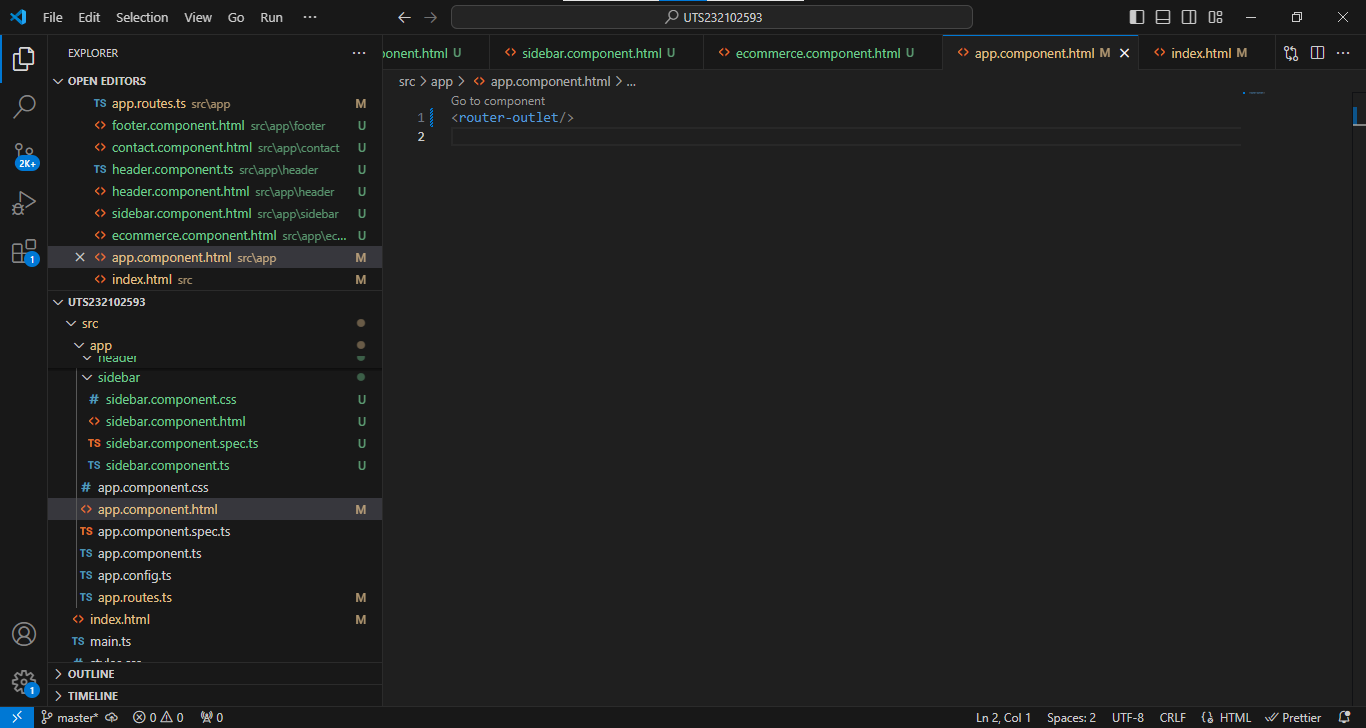 File Edit Selection View Go Run ··· UTS232102593
EXPLORER ···
OPEN EDITORS
TS app.routes.ts src\app M
<> footer.component.html src\app\footer U
<> contact.component.html src\app\contact U
TS header.component.ts src\app\header U
<> header.component.html src\app\header U
<> sidebar.component.html src\app\sidebar U
<> ecommerce.component.html src\app\ec... U
<> app.component.html src\app M
<> index.html src M
UTS232102593
src
app
header
sidebar
# sidebar.component.css U
<> sidebar.component.html U
TS sidebar.component.spec.ts U
TS sidebar.component.ts U
# app.component.css
<> app.component.html M
TS app.component.spec.ts
TS app.component.ts
TS app.config.ts
TS app.routes.ts M
<> index.html M
TS main.ts
OUTLINE
TIMELINE
2K+
1
1
onent.html U <> sidebar.component.html U <> ecommerce.component.html U <> app.component.html M <> index.html M ···
src > app > <> app.component.html > ...
Go to component
1 <router-outlet/>
2
master* 0 0 0 Ln 2, Col 1 Spaces: 2 UTF-8 CRLF {} HTML Prettier